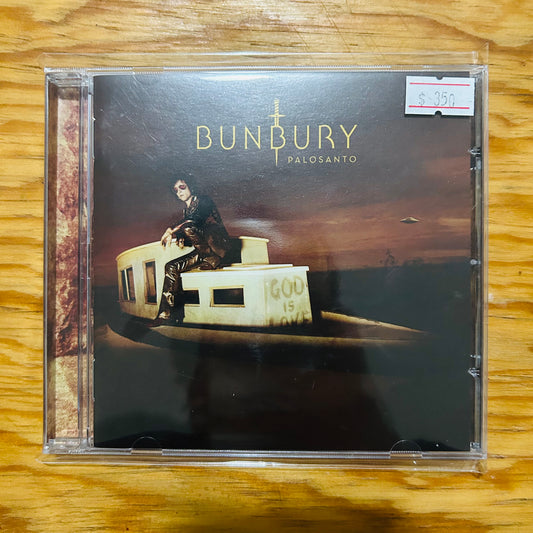 $ 350
BUNBURY
PALOSANTO
GOD
IS
LOVE